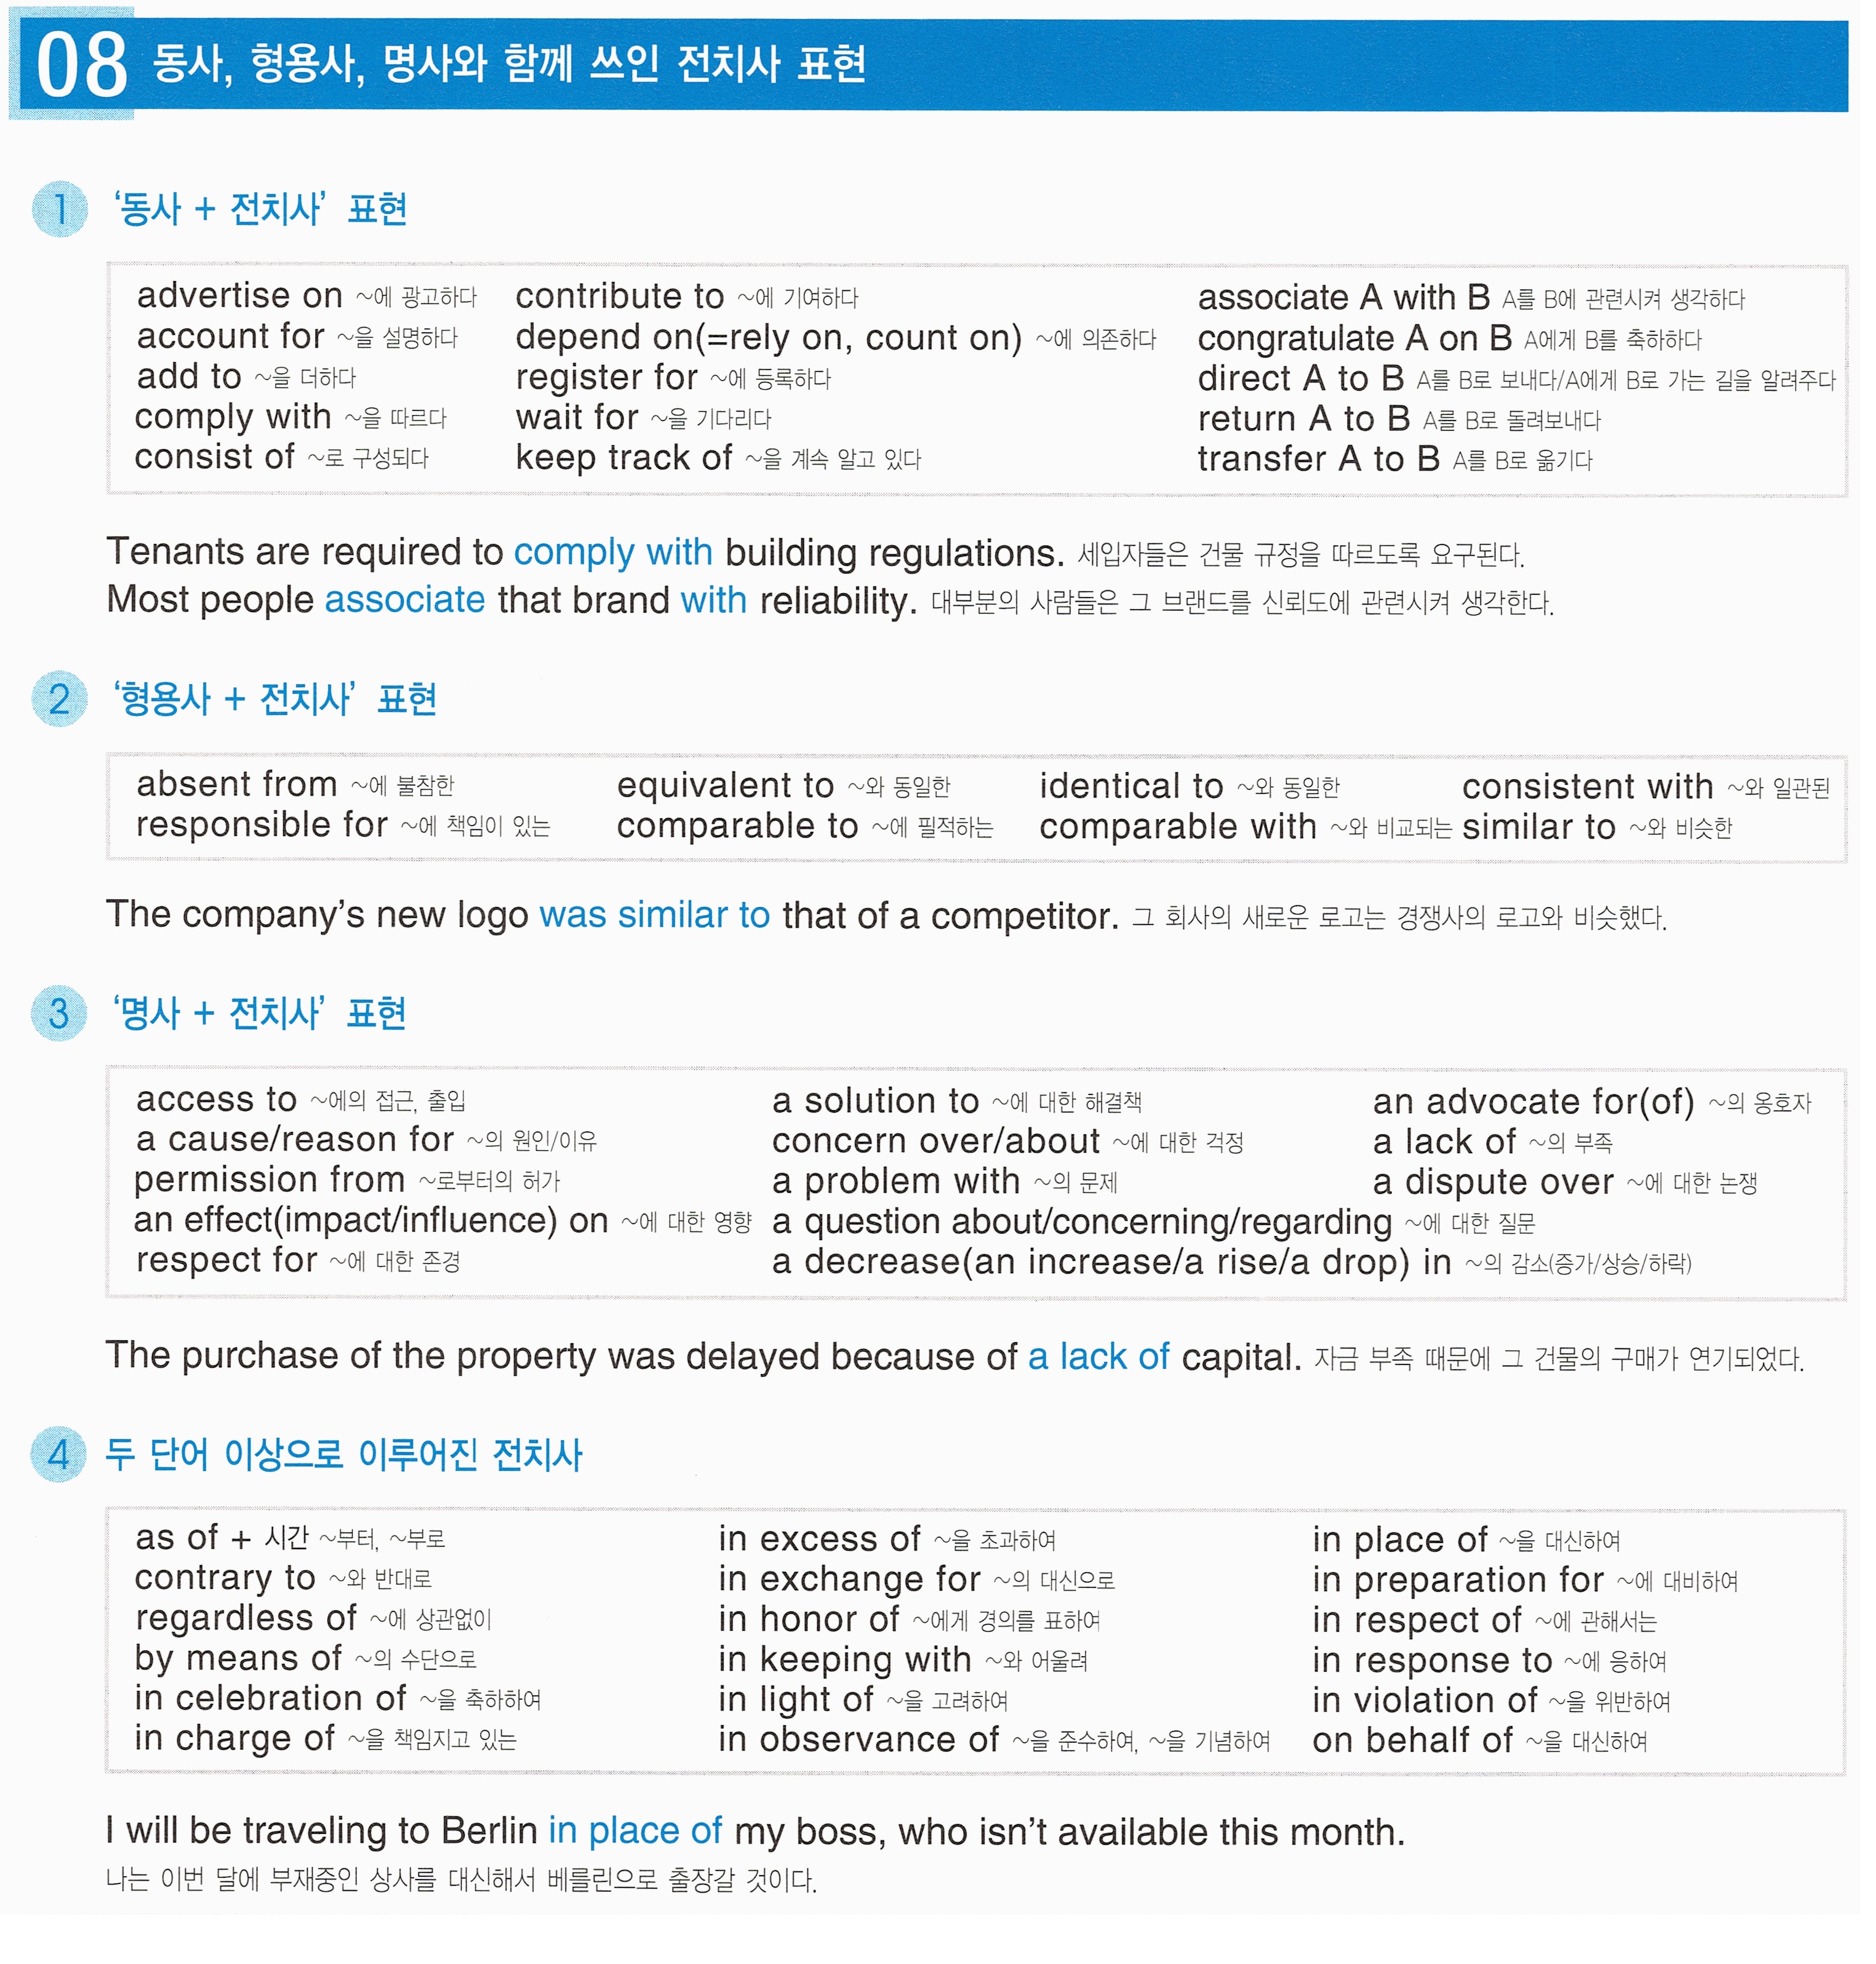 08 동사, 형용사, 명사와 함께 쓰인 전치사 표현
1 '동사 + 전치사' 표현
advertise on ~에 광고하다 contribute to ~에 기여하다 associate A with B A를 B에 관련시켜 생각하다
account for ~을 설명하다 depend on(=rely on, count on) ~에 의존하다 congratulate A on B A에게 B를 축하하다
add to ~을 더하다 register for ~에 등록하다 direct A to B A를 B로 보내다/A에게 B로 가는 길을 알려주다
comply with ~을 따르다 wait for ~을 기다리다 return A to B A를 B로 돌려보내다
consist of ~로 구성되다 keep track of ~을 계속 알고 있다 transfer A to B A를 B로 옮기다
Tenants are required to comply with building regulations. 세입자들은 건물 규정을 따르도록 요구된다.
Most people associate that brand with reliability. 대부분의 사람들은 그 브랜드를 신뢰도에 관련시켜 생각한다.
2 '형용사 + 전치사' 표현
absent from ~에 불참한 equivalent to ~와 동일한 identical to ~와 동일한 consistent with ~와 일관된
responsible for ~에 책임이 있는 comparable to ~에 필적하는 comparable with ~와 비교되는 similar to ~와 비슷한
The company's new logo was similar to that of a competitor. 그 회사의 새로운 로고는 경쟁사의 로고와 비슷했다.
3 '명사 + 전치사' 표현
access to ~에의 접근, 출입 a solution to ~에 대한 해결책 an advocate for(of) ~의 옹호자
a cause/reason for ~의 원인/이유 concern over/about ~에 대한 걱정 a lack of ~의 부족
permission from ~로부터의 허가 a problem with ~의 문제 a dispute over ~에 대한 논쟁
an effect(impact/influence) on ~에 대한 영향 a question about/concerning/regarding ~에 대한 질문
respect for ~에 대한 존경 a decrease(an increase/a rise/a drop) in ~의 감소(증가/상승/하락)
The purchase of the property was delayed because of a lack of capital. 자금 부족 때문에 그 건물의 구매가 연기되었다.
4 두 단어 이상으로 이루어진 전치사
as of + 시간 ~부터, ~부로 in excess of ~을 초과하여 in place of ~을 대신하여
contrary to ~와 반대로 in exchange for ~의 대신으로 in preparation for ~에 대비하여
regardless of ~에 상관없이 in honor of ~에게 경의를 표하여 in respect of ~에 관해서는
by means of ~의 수단으로 in keeping with ~와 어울려 in response to ~에 응하여
in celebration of ~을 축하하여 in light of ~을 고려하여 in violation of ~을 위반하여
in charge of ~을 책임지고 있는 in observance of ~을 준수하여, ~을 기념하여 on behalf of ~을 대신하여
I will be traveling to Berlin in place of my boss, who isn't available this month.
나는 이번 달에 부재중인 상사를 대신해서 베를린으로 출장갈 것이다.